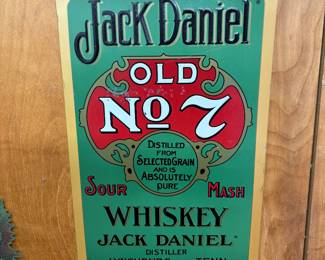 Jack Daniel
OLD
No 7
DISTILLED
FROM
SELECTED GRAIN
AND IS
ABSOLUTELY
PURE
SOUR MASH
WHISKEY
JACK DANIEL
DISTILLER